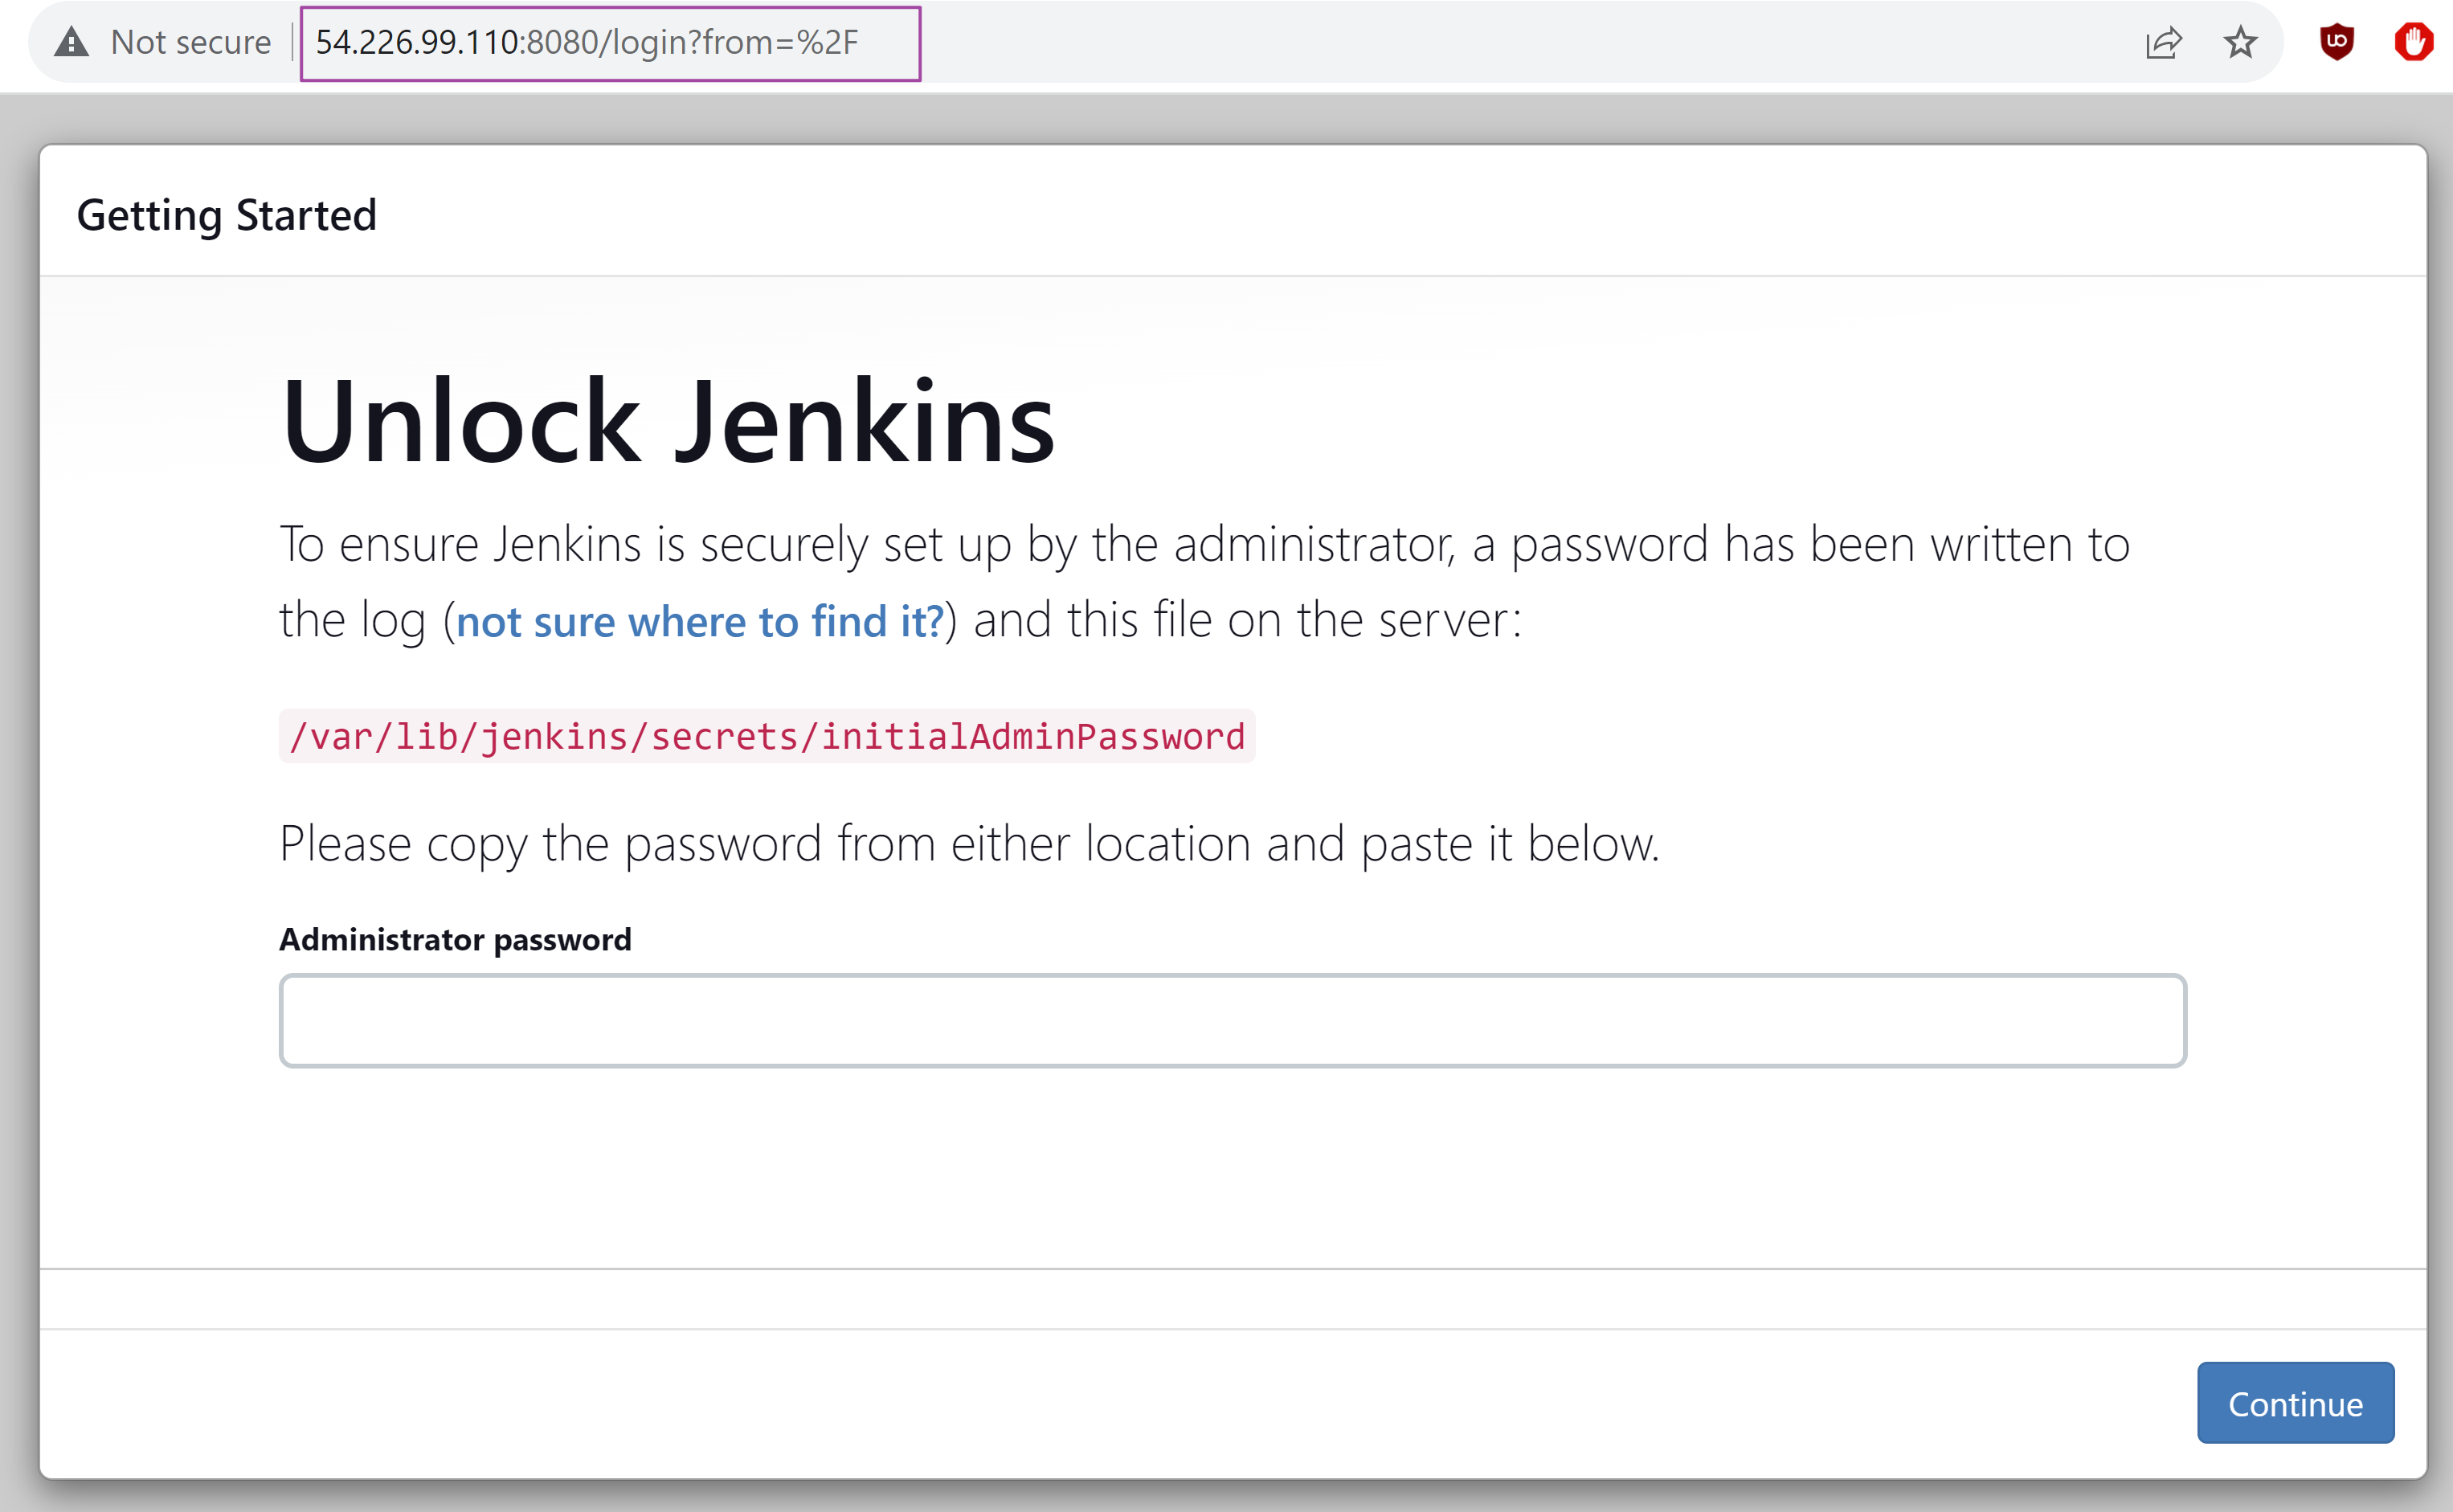 Not secure
54.226.99.110:8080/login?from=%2F
Getting Started
Unlock Jenkins
To ensure Jenkins is securely set up by the administrator, a password has been written to
the log (not sure where to find it?) and this file on the server:
/var/lib/jenkins/secrets/initialAdminPassword
Please copy the password from either location and paste it below.
Administrator password
Continue